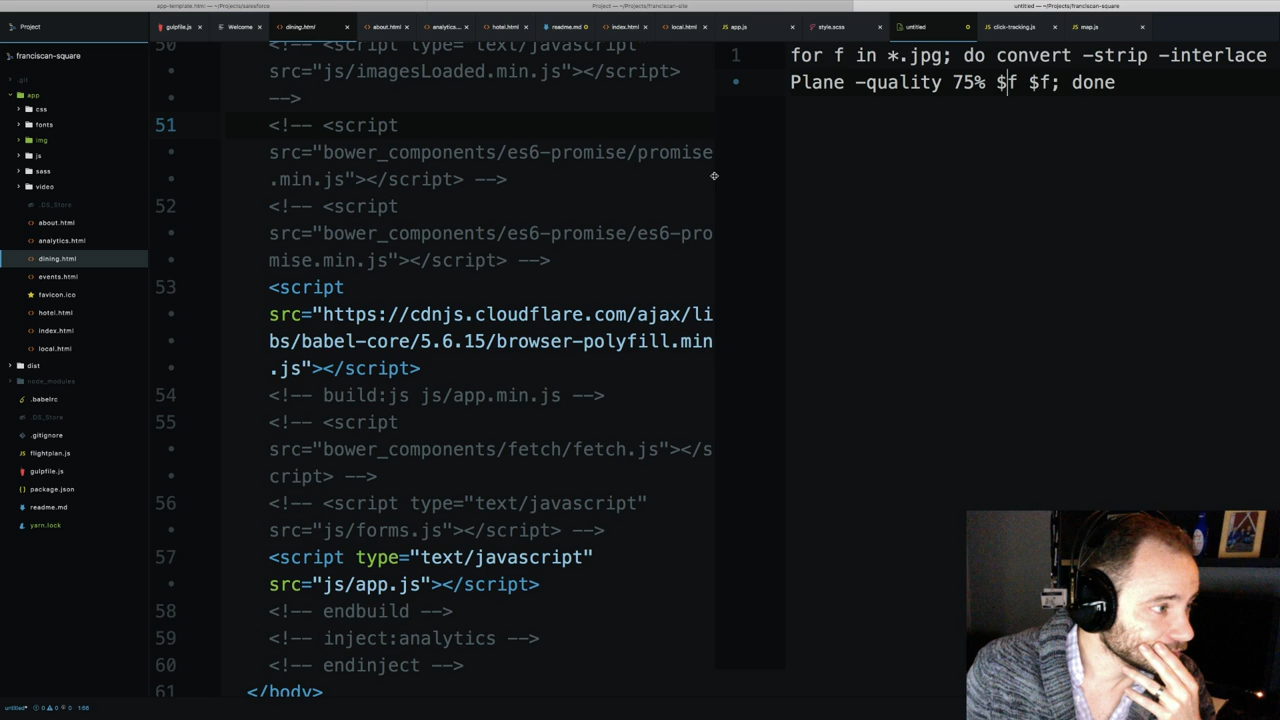 app-template.html — ~/Projects/salesforce
Project — ~/Projects/franciscan-site
untitled — ~/Projects/franciscan-square
Project
gulpfile.js
Welcome
dining.html
about.html
analytics...
hotel.html
readme.md
index.html
local.html
app.js
style.scss
untitled
click-tracking.js
map.js
franciscan-square
.git
app
css
fonts
img
js
sass
video
.DS_Store
about.html
analytics.html
dining.html
events.html
favicon.ico
hotel.html
index.html
local.html
dist
node_modules
.babelrc
.DS_Store
.gitignore
flightplan.js
gulpfile.js
package.json
readme.md
yarn.lock
50 <!-- <script type="text/javascript"
src="js/imagesLoaded.min.js"></script>
-->
51 <!-- <script
src="bower_components/es6-promise/promise
.min.js"></script> -->
52 <!-- <script
src="bower_components/es6-promise/es6-pro
mise.min.js"></script> -->
53 <script
src="https://cdnjs.cloudflare.com/ajax/li
bs/babel-core/5.6.15/browser-polyfill.min
.js"></script>
54 <!-- build:js js/app.min.js -->
55 <!-- <script
src="bower_components/fetch/fetch.js"></s
cript> -->
56 <!-- <script type="text/javascript"
src="js/forms.js"></script> -->
57 <script type="text/javascript"
src="js/app.js"></script>
58 <!-- endbuild -->
59 <!-- inject:analytics -->
60 <!-- endinject -->
61 </body>
1 for f in *.jpg; do convert -strip -interlace
Plane -quality 75% $f $f; done
untitled* 0 0 0 1:66